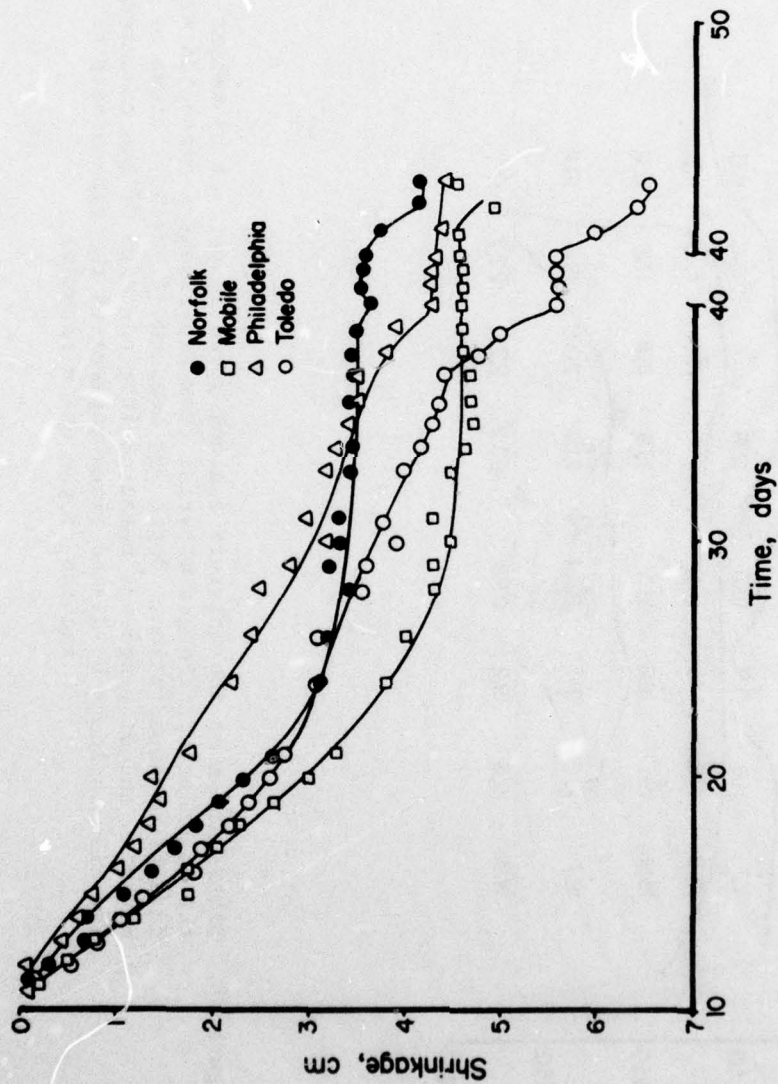 Shrinkage, cm
0
1
2
3
4
5
6
7
10
20
30
40
40
50
Time, days
● Norfolk
□ Mobile
△ Philadelphia
○ Toledo